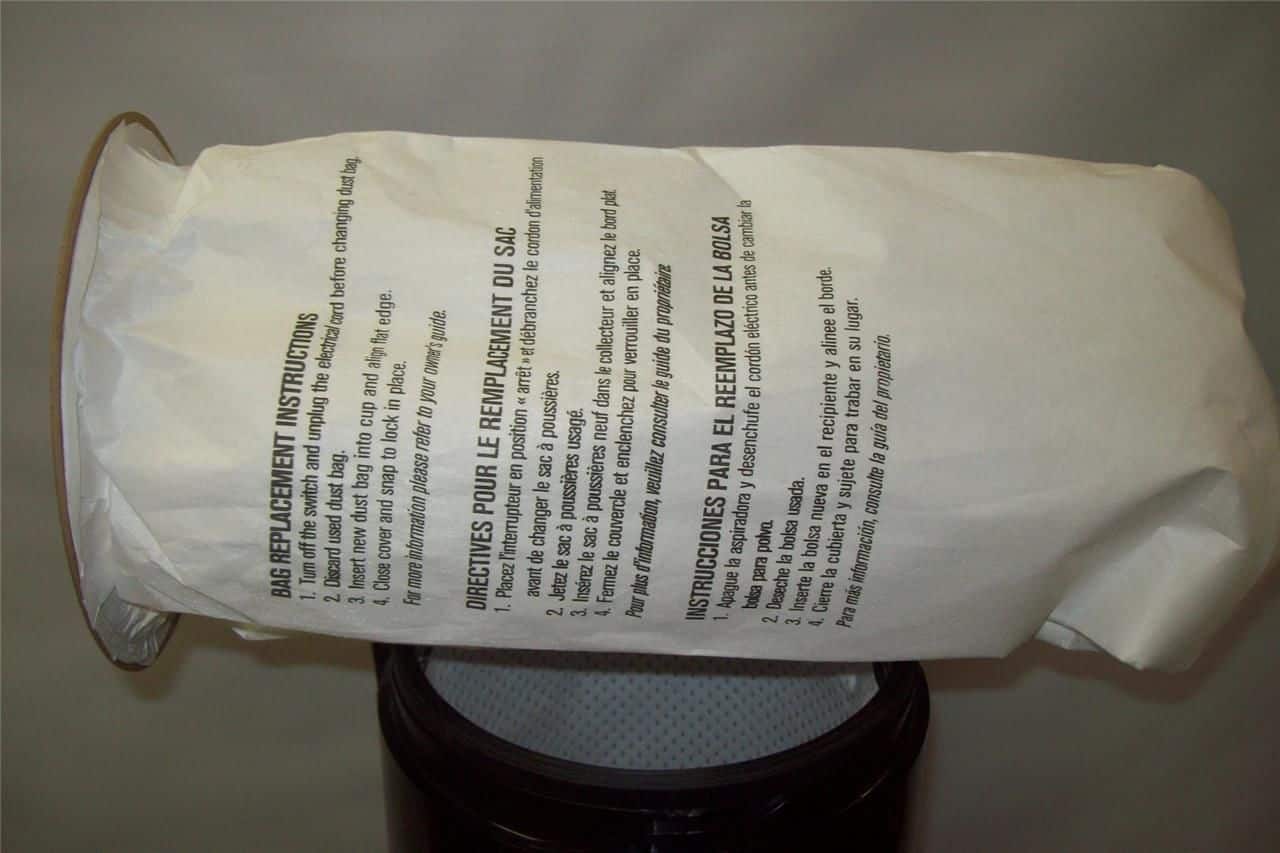 BAG REPLACEMENT INSTRUCTIONS
1. Turn off the switch and unplug the electrical cord before changing dust bag.
2. Discard used dust bag.
3. Insert new dust bag into cup and align flat edge.
4. Close cover and snap to lock in place.
For more information please refer to your owner's guide.
DIRECTIVES POUR LE REMPLACEMENT DU SAC
1. Placez l'interrupteur en position « arrêt » et débranchez le cordon d'alimentation
avant de changer le sac à poussières.
2. Jetez le sac à poussières usagé.
3. Insérez le sac à poussières neuf dans le collecteur et alignez le bord plat.
4. Fermez le couvercle et enclenchez pour verrouiller en place.
Pour plus d'information, veuillez consulter le guide du propriétaire.
INSTRUCCIONES PARA EL REEMPLAZO DE LA BOLSA
1. Apague la aspiradora y desenchufe el cordón eléctrico antes de cambiar la
bolsa para polvo.
2. Deseche la bolsa usada.
3. Inserte la bolsa nueva en el recipiente y alinee el borde.
4. Cierre la cubierta y sujete para trabar en su lugar.
Para más información, consulte la guía del propietario.